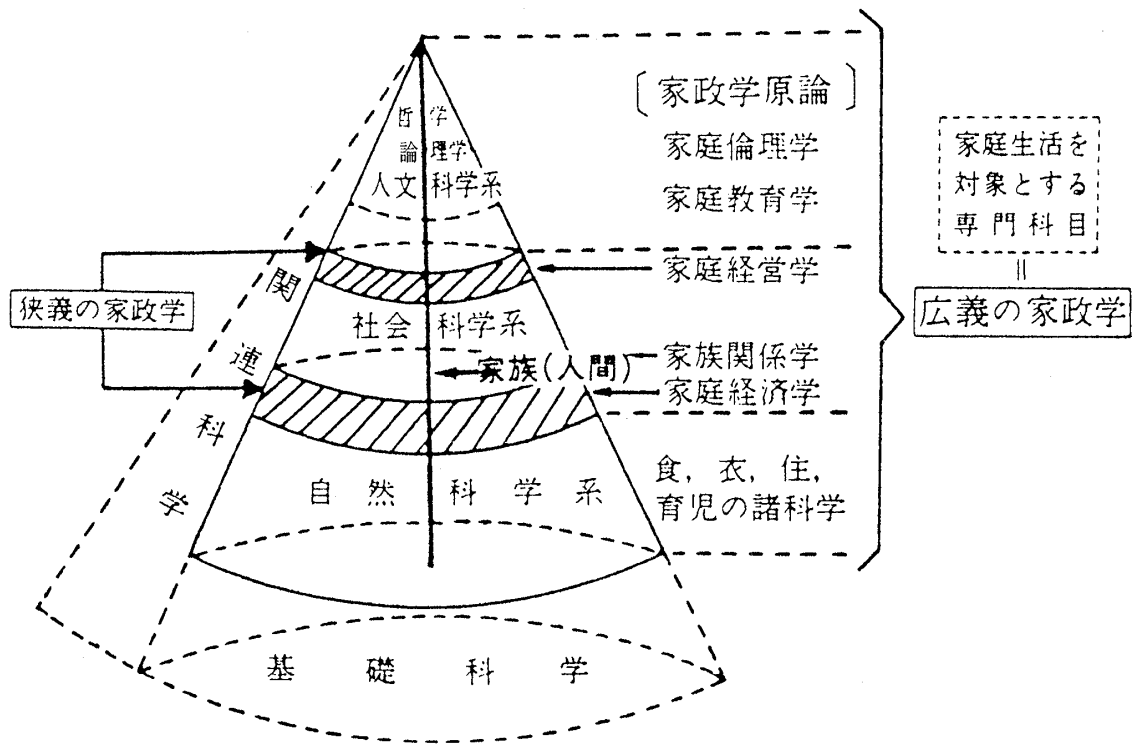 哲 学
論 理学
人文 科学系
関
連
科
学
狭義の家政学
社会 科学系
家族(人間)
自 然 科 学 系
基 礎 科 学
〔家政学原論〕
家庭倫理学
家庭教育学
家庭経営学
家族関係学
家庭経済学
食, 衣, 住,
育児の諸科学
家庭生活を
対象とする
専門科目
||
広義の家政学